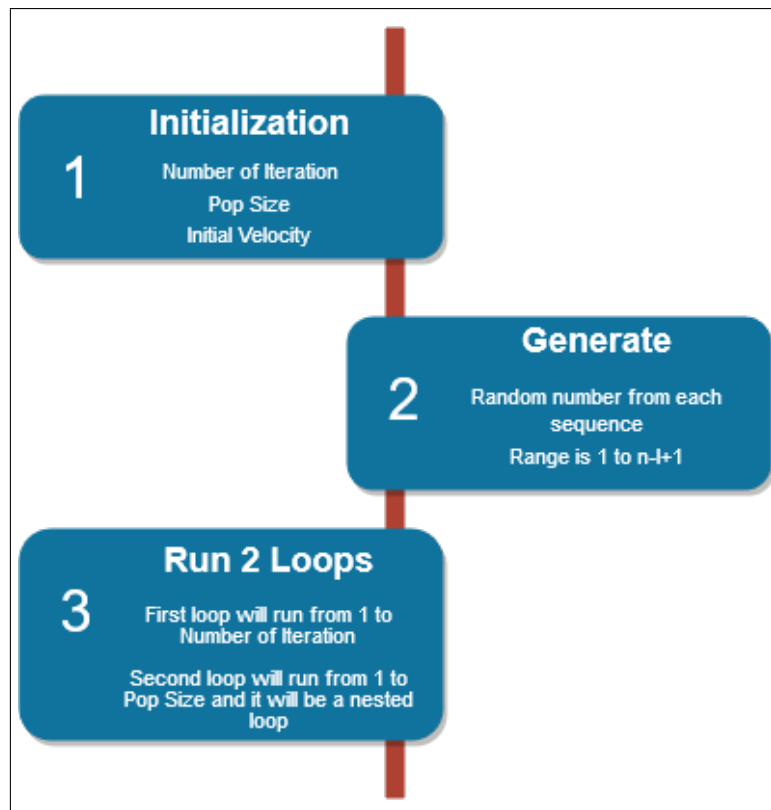 Initialization
1
Number of Iteration
Pop Size
Initial Velocity
Generate
2
Random number from each
sequence
Range is 1 to n-l+1
Run 2 Loops
3
First loop will run from 1 to
Number of Iteration
Second loop will run from 1 to
Pop Size and it will be a nested
loop